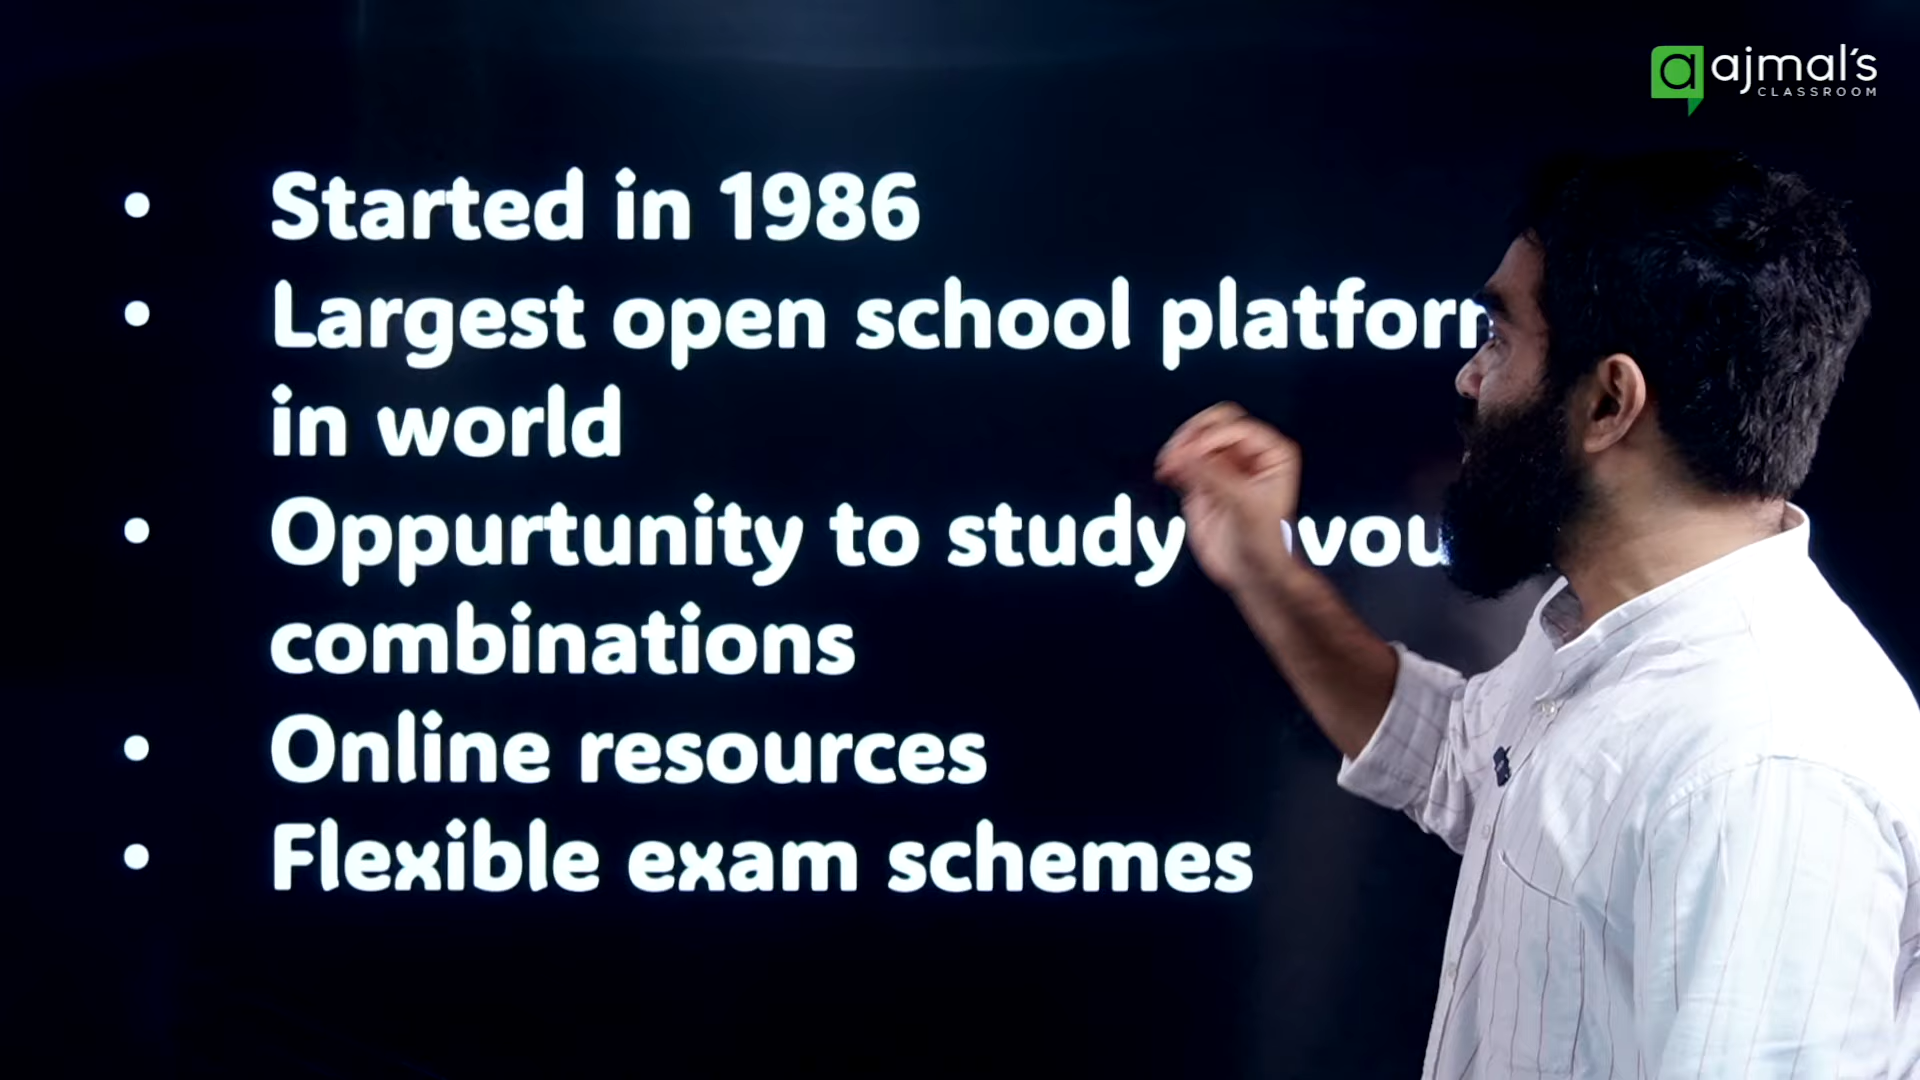 ajmal's
CLASSROOM
• Started in 1986
• Largest open school
in world
• Oppurtunity to study
combinations
• Online resources
• Flexible exam schemes